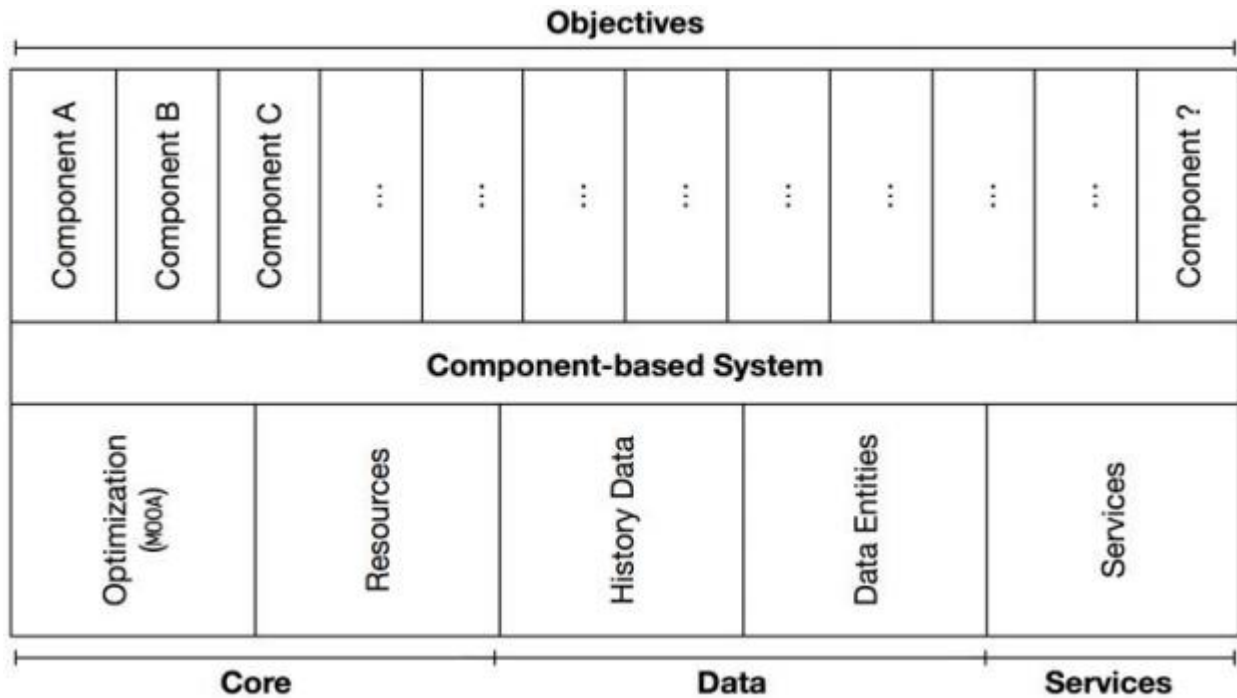 Objectives
Component A
Component B
Component C
...
...
...
...
...
...
...
...
Component ?
Component-based System
Optimization
(MOOA)
Resources
History Data
Data Entities
Services
Core
Data
Services